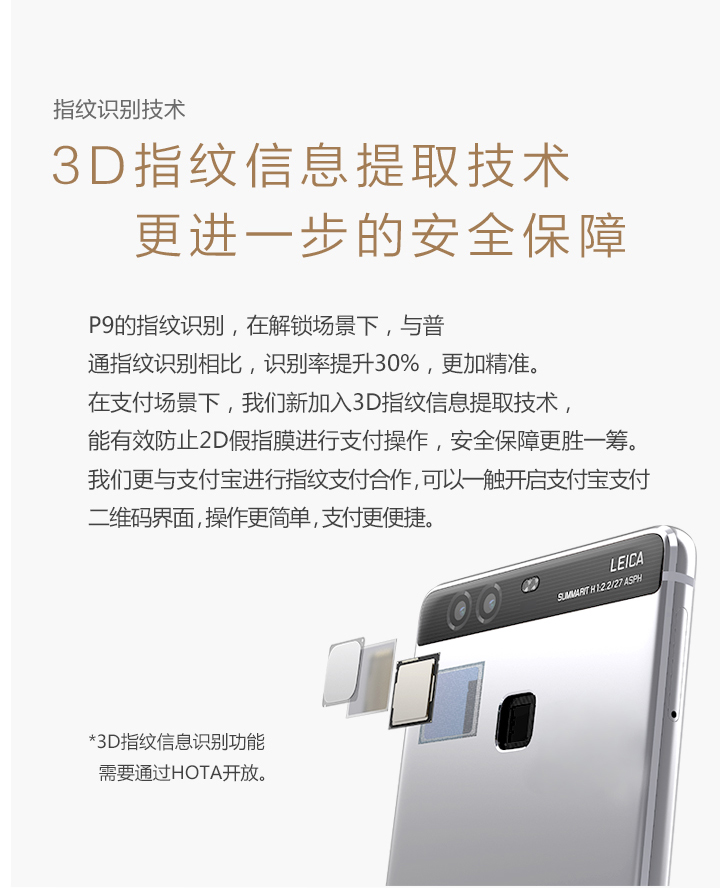 指纹识别技术
3D指纹信息提取技术
更进一步的安全保障
P9的指纹识别，在解锁场景下，与普
通指纹识别相比，识别率提升30%，更加精准。
在支付场景下，我们新加入3D指纹信息提取技术，
能有效防止2D假指膜进行支付操作，安全保障更胜一筹。
我们更与支付宝进行指纹支付合作，可以一触开启支付宝支付
二维码界面，操作更简单，支付更便捷。
LEICA
SUMMARIT H 1:2.2/27 ASPH
*3D指纹信息识别功能
需要通过HOTA开放。